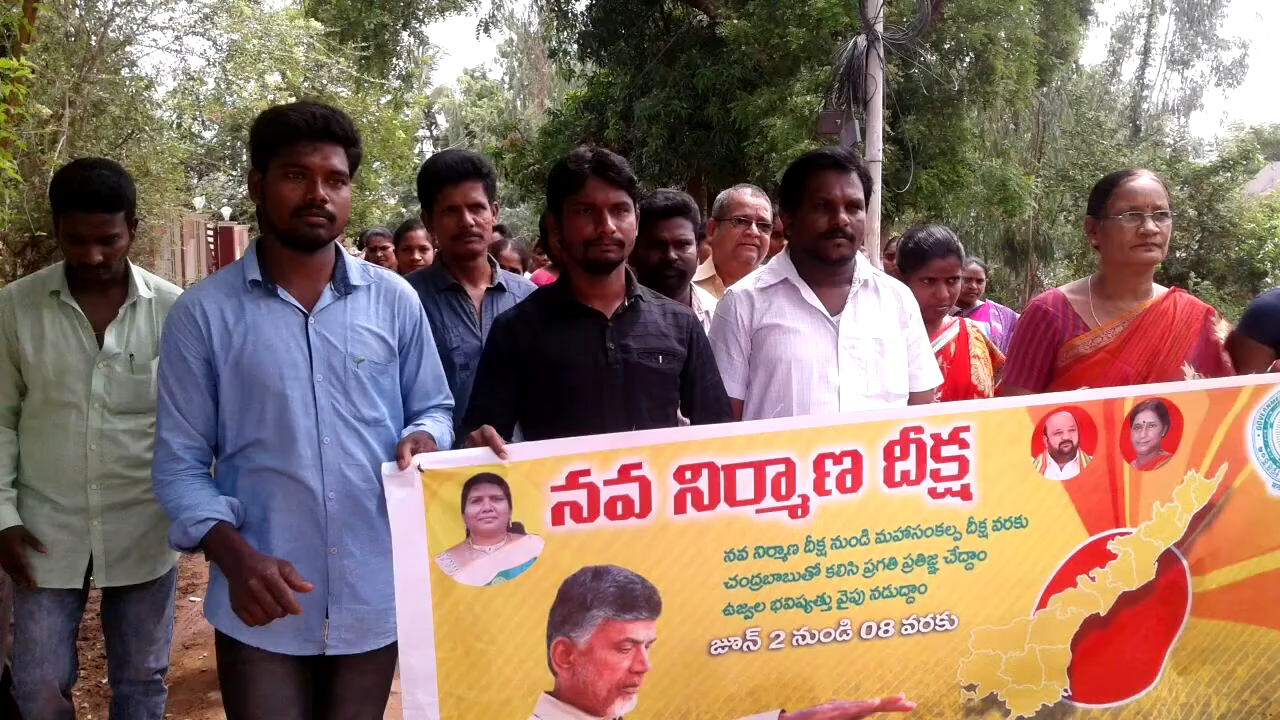 నవ నిర్మాణ దీక్ష
నవ నిర్మాణ దీక్ష నుండి మహాసంకల్ప దీక్ష వరకు
చంద్రబాబుతో కలిసి ప్రగతి ప్రతిజ్ఞ చేద్దాం
ఉజ్వల భవిష్యత్తు వైపు నడుద్దాం
జూన్ 2 నుండి 08 వరకు